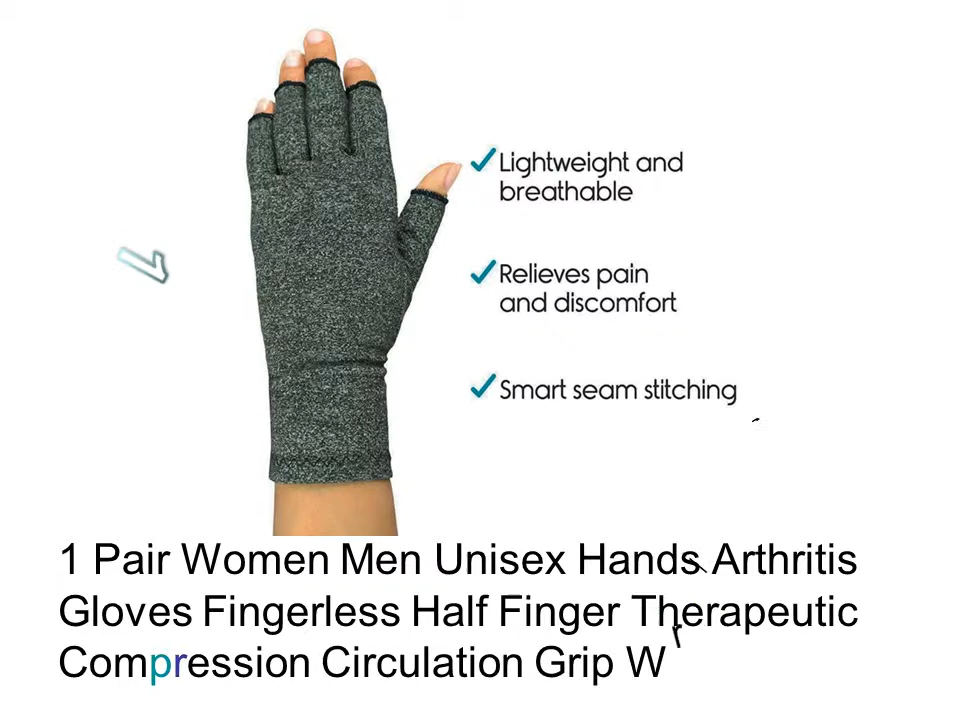 Lightweight and
breathable
Relieves pain
and discomfort
Smart seam stitching
1 Pair Women Men Unisex Hands Arthritis
Gloves Fingerless Half Finger Therapeutic
Compression Circulation Grip W